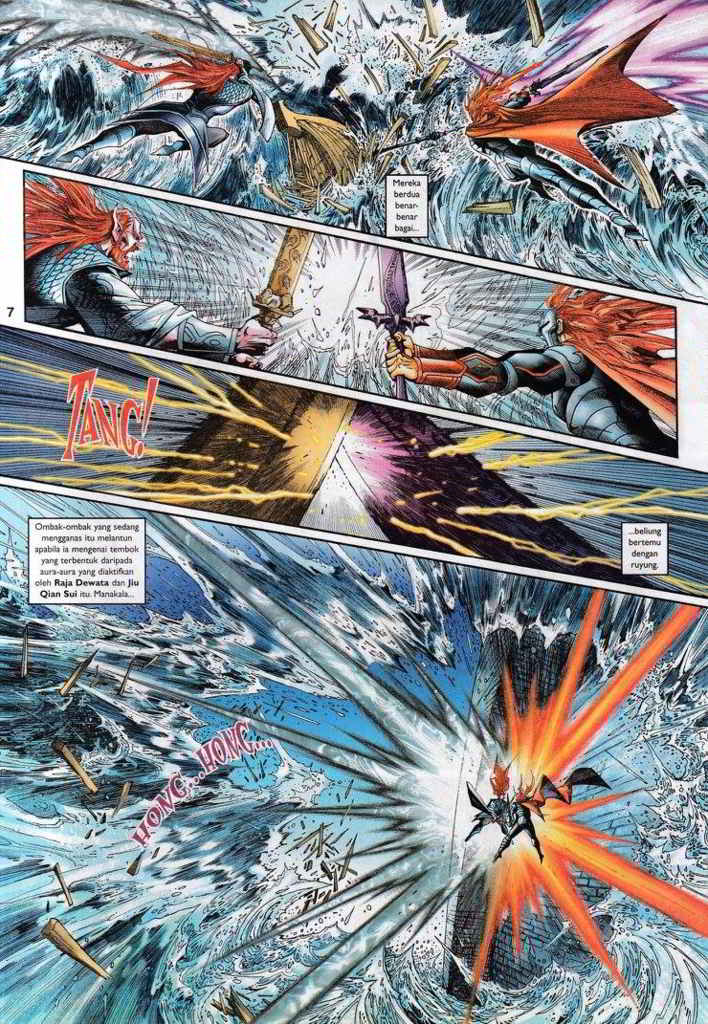 Mereka
berdua
benar-
benar
bagai...
7
TANG!
...beliung
bertemu
dengan
ruyung.
Ombak-ombak yang sedang
mengganas itu melantun
apabila ia mengenai tembok
yang terbentuk daripada
aura-aura yang diaktifkan
oleh Raja Dewata dan Jiu
Qian Sui itu. Manakala...
HONG...HONG...